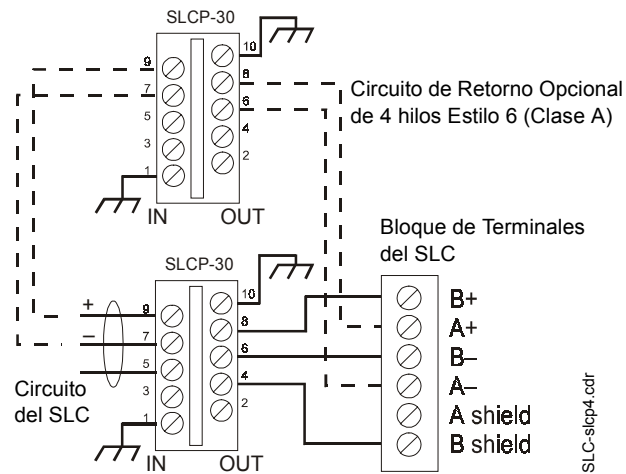 SLCP-30
9
7
5
3
1
10
8
6
4
2
IN OUT
Circuito de Retorno Opcional
de 4 hilos Estilo 6 (Clase A)
SLCP-30
+
–
9
7
5
3
1
10
8
6
4
2
IN OUT
Circuito
del SLC
Bloque de Terminales
del SLC
B+
A+
B–
A–
A shield
B shield
SLC-slcp4.cdr